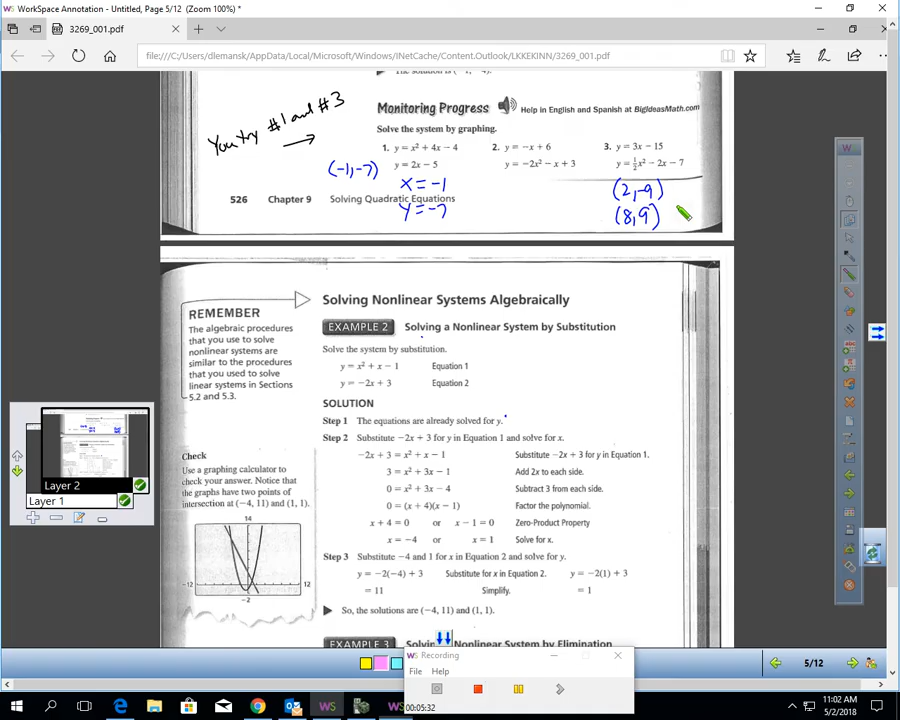 WorkSpace Annotation - Untitled, Page 5/12 (Zoom 100%) *
3269_001.pdf
file:///C:/Users/dlemansk/AppData/Local/Microsoft/Windows/INetCache/Content.Outlook/LKKEKINN/3269_001.pdf
You try #1 and #3
Monitoring Progress Help in English and Spanish at BigIdeasMath.com
Solve the system by graphing.
1. y = x² + 4x − 4 2. y = −x + 6 3. y = 3x − 15
y = 2x − 5 y = −2x² − x + 3 y = ½x² − 2x − 7
(-1,-7) x = -1 (2,-9)
y = -7 (8,9)
526 Chapter 9 Solving Quadratic Equations
Solving Nonlinear Systems Algebraically
REMEMBER
The algebraic procedures
that you use to solve
nonlinear systems are
similar to the procedures
that you used to solve
linear systems in Sections
5.2 and 5.3.
EXAMPLE 2 Solving a Nonlinear System by Substitution
Solve the system by substitution.
y = x² + x − 1 Equation 1
y = −2x + 3 Equation 2
SOLUTION
Step 1 The equations are already solved for y.
Step 2 Substitute −2x + 3 for y in Equation 1 and solve for x.
−2x + 3 = x² + x − 1 Substitute −2x + 3 for y in Equation 1.
3 = x² + 3x − 1 Add 2x to each side.
0 = x² + 3x − 4 Subtract 3 from each side.
0 = (x + 4)(x − 1) Factor the polynomial.
x + 4 = 0 or x − 1 = 0 Zero-Product Property
x = −4 or x = 1 Solve for x.
Step 3 Substitute −4 and 1 for x in Equation 2 and solve for y.
y = −2(−4) + 3 Substitute for x in Equation 2. y = −2(1) + 3
= 11 Simplify. = 1
So, the solutions are (−4, 11) and (1, 1).
Check
Use a graphing calculator to
check your answer. Notice that
the graphs have two points of
intersection at (−4, 11) and (1, 1).
14
−12 12
−2
EXAMPLE 3 Nonlinear System by Elimination
Layer 2
Layer 1
Recording
File Help
00:05:32
5/12
11:02 AM
5/2/2018